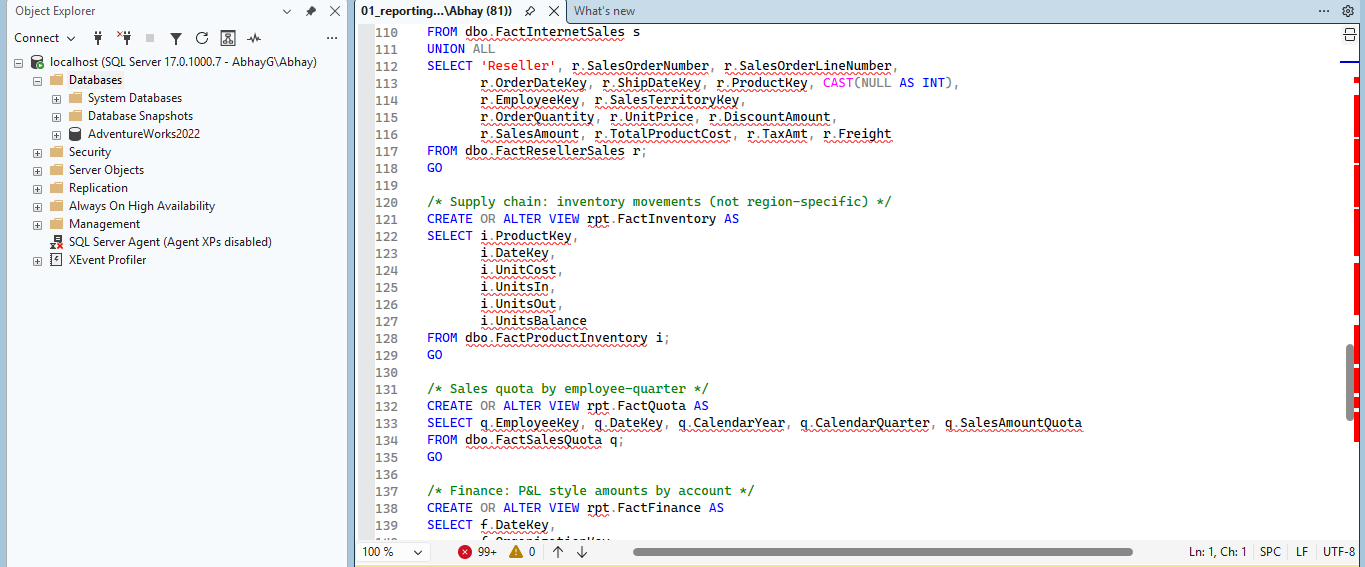 Object Explorer
Connect
localhost (SQL Server 17.0.1000.7 - AbhayG\Abhay)
Databases
System Databases
Database Snapshots
AdventureWorks2022
Security
Server Objects
Replication
Always On High Availability
Management
SQL Server Agent (Agent XPs disabled)
XEvent Profiler
01_reporting...\Abhay (81))
What's new
110 FROM dbo.FactInternetSales s
111 UNION ALL
112 SELECT 'Reseller', r.SalesOrderNumber, r.SalesOrderLineNumber,
113 r.OrderDateKey, r.ShipDateKey, r.ProductKey, CAST(NULL AS INT),
114 r.EmployeeKey, r.SalesTerritoryKey,
115 r.OrderQuantity, r.UnitPrice, r.DiscountAmount,
116 r.SalesAmount, r.TotalProductCost, r.TaxAmt, r.Freight
117 FROM dbo.FactResellerSales r;
118 GO
119
120 /* Supply chain: inventory movements (not region-specific) */
121 CREATE OR ALTER VIEW rpt.FactInventory AS
122 SELECT i.ProductKey,
123 i.DateKey,
124 i.UnitCost,
125 i.UnitsIn,
126 i.UnitsOut,
127 i.UnitsBalance
128 FROM dbo.FactProductInventory i;
129 GO
130
131 /* Sales quota by employee-quarter */
132 CREATE OR ALTER VIEW rpt.FactQuota AS
133 SELECT q.EmployeeKey, q.DateKey, q.CalendarYear, q.CalendarQuarter, q.SalesAmountQuota
134 FROM dbo.FactSalesQuota q;
135 GO
136
137 /* Finance: P&L style amounts by account */
138 CREATE OR ALTER VIEW rpt.FactFinance AS
139 SELECT f.DateKey,
100 %
99+
0
Ln: 1, Ch: 1
SPC
LF
UTF-8